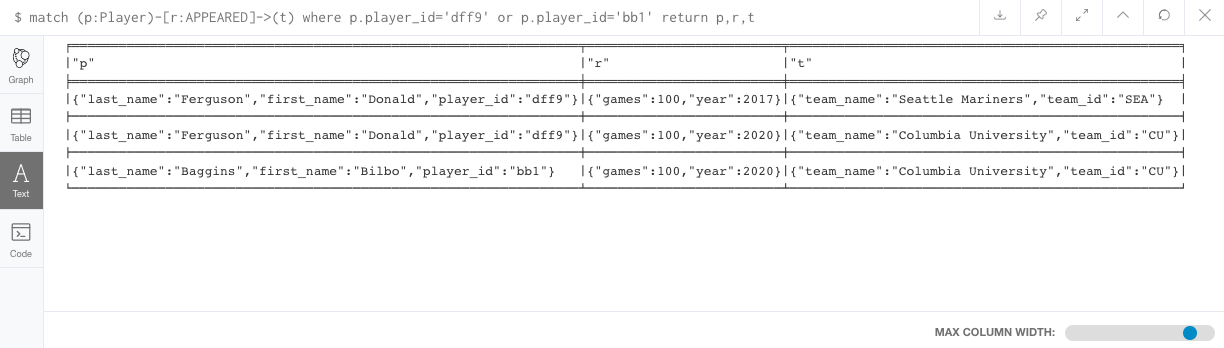 $ match (p:Player)-[r:APPEARED]->(t) where p.player_id='dff9' or p.player_id='bb1' return p,r,t
Graph
Table
A
Text
Code
"p" "r" "t"
{"last_name":"Ferguson","first_name":"Donald","player_id":"dff9"} {"games":100,"year":2017} {"team_name":"Seattle Mariners","team_id":"SEA"}
{"last_name":"Ferguson","first_name":"Donald","player_id":"dff9"} {"games":100,"year":2020} {"team_name":"Columbia University","team_id":"CU"}
{"last_name":"Baggins","first_name":"Bilbo","player_id":"bb1"} {"games":100,"year":2020} {"team_name":"Columbia University","team_id":"CU"}
MAX COLUMN WIDTH: